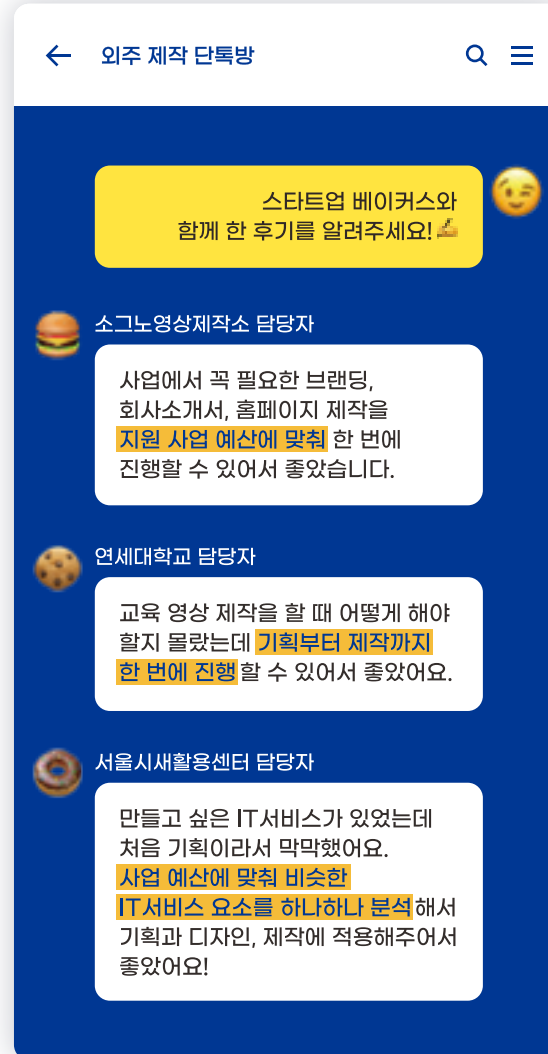 외주 제작 단톡방
스타트업 베이커스와
함께 한 후기를 알려주세요!✍
소그노영상제작소 담당자
사업에서 꼭 필요한 브랜딩,
회사소개서, 홈페이지 제작을
지원 사업 예산에 맞춰 한 번에
진행할 수 있어서 좋았습니다.
연세대학교 담당자
교육 영상 제작을 할 때 어떻게 해야
할지 몰랐는데 기획부터 제작까지
한 번에 진행할 수 있어서 좋았어요.
서울시새활용센터 담당자
만들고 싶은 IT서비스가 있었는데
처음 기획이라서 막막했어요.
사업 예산에 맞춰 비슷한
IT서비스 요소를 하나하나 분석해서
기획과 디자인, 제작에 적용해주어서
좋았어요!